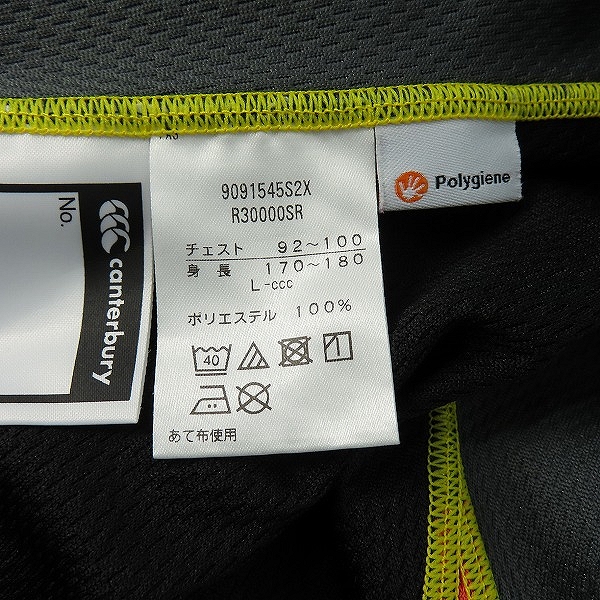 No.
canterbury
9091545S2X
R30000SR
チェスト 92～100
身長 170～180
L-ccc
ポリエステル 100%
40
あて布使用
Polygiene